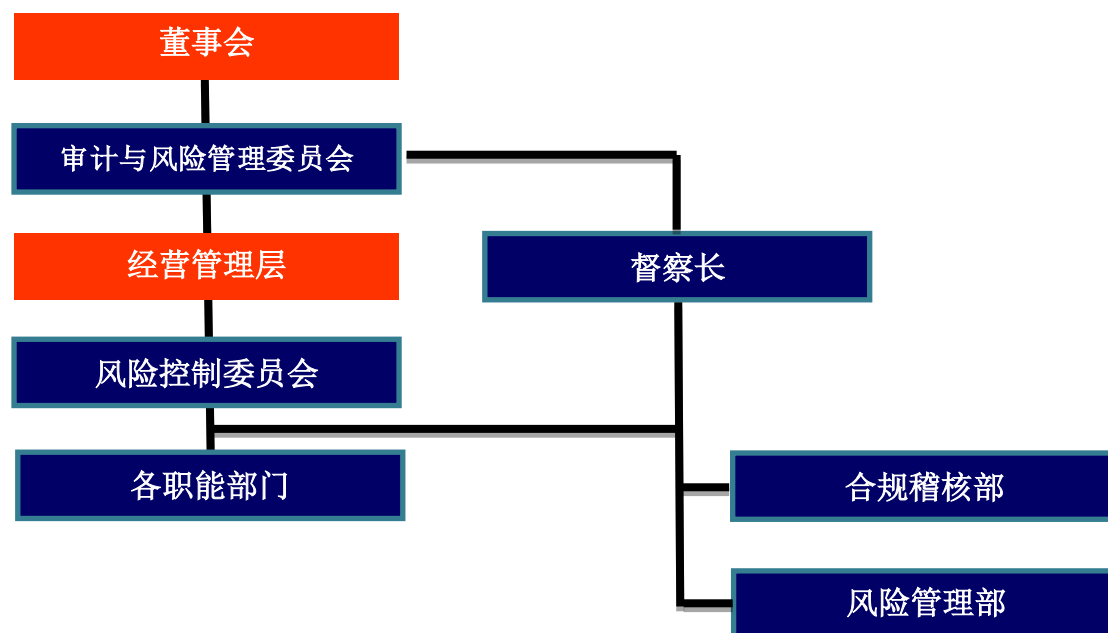 董事会
审计与风险管理委员会
经营管理层
督察长
风险控制委员会
各职能部门
合规稽核部
风险管理部